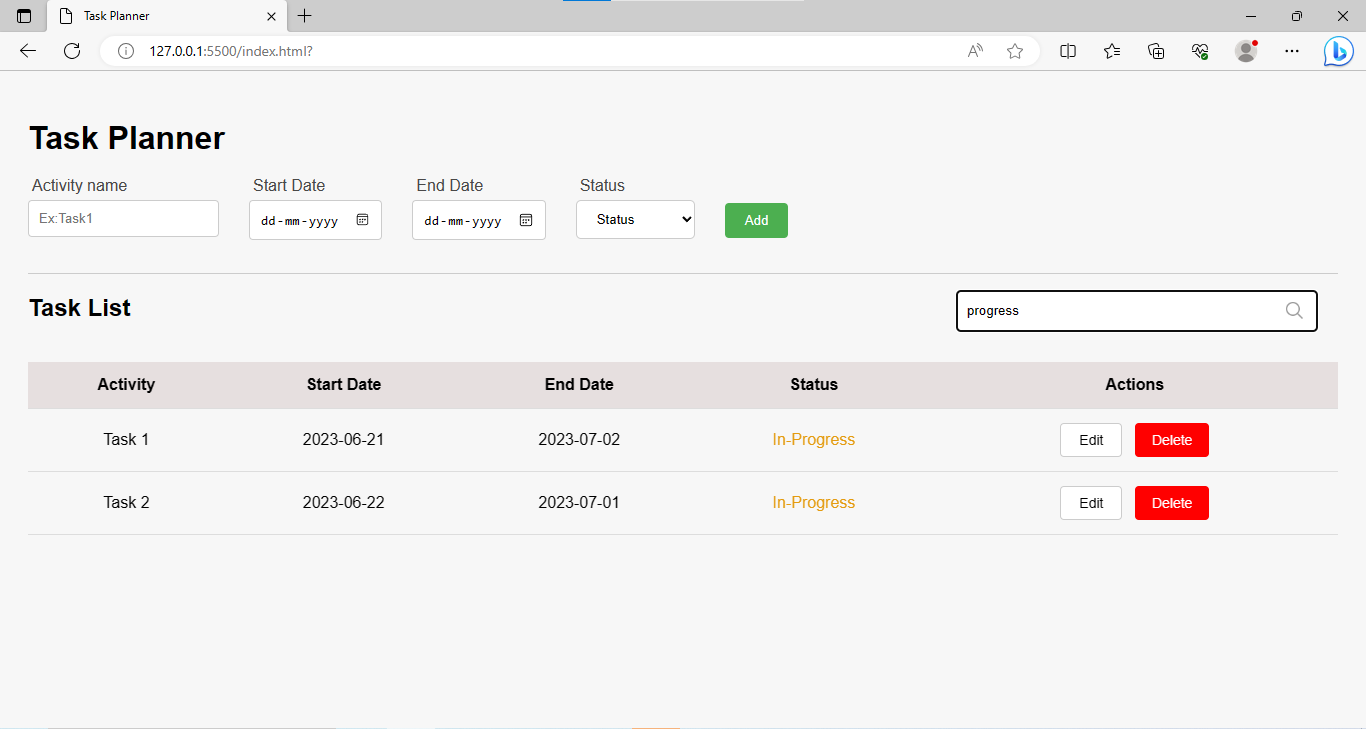 Task Planner
127.0.0.1:5500/index.html?
Task Planner
Activity name Start Date End Date Status
Ex:Task1 dd-mm-yyyy dd-mm-yyyy Status Add
Task List progress
Activity Start Date End Date Status Actions
Task 1 2023-06-21 2023-07-02 In-Progress Edit Delete
Task 2 2023-06-22 2023-07-01 In-Progress Edit Delete